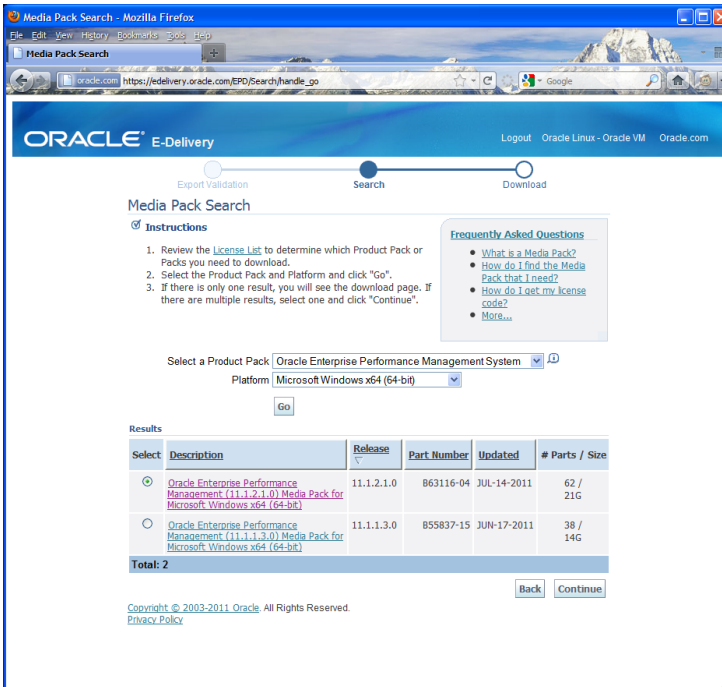 Media Pack Search - Mozilla Firefox
File Edit View History Bookmarks Tools Help
Media Pack Search
oracle.com https://edelivery.oracle.com/EPD/Search/handle_go
Google
ORACLE® E-Delivery
Logout Oracle Linux - Oracle VM Oracle.com
Export Validation Search Download
Media Pack Search
Instructions
1. Review the License List to determine which Product Pack or
Packs you need to download.
2. Select the Product Pack and Platform and click "Go".
3. If there is only one result, you will see the download page. If
there are multiple results, select one and click "Continue".
Frequently Asked Questions
What is a Media Pack?
How do I find the Media
Pack that I need?
How do I get my license
code?
More...
Select a Product Pack Oracle Enterprise Performance Management System
Platform Microsoft Windows x64 (64-bit)
Go
Results
Select Description Release Part Number Updated # Parts / Size
Oracle Enterprise Performance
Management (11.1.2.1.0) Media Pack for
Microsoft Windows x64 (64-bit)
11.1.2.1.0 B63116-04 JUL-14-2011 62 /
21G
Oracle Enterprise Performance
Management (11.1.1.3.0) Media Pack for
Microsoft Windows x64 (64-bit)
11.1.1.3.0 B55837-15 JUN-17-2011 38 /
14G
Total: 2
Back Continue
Copyright © 2003-2011 Oracle. All Rights Reserved.
Privacy Policy